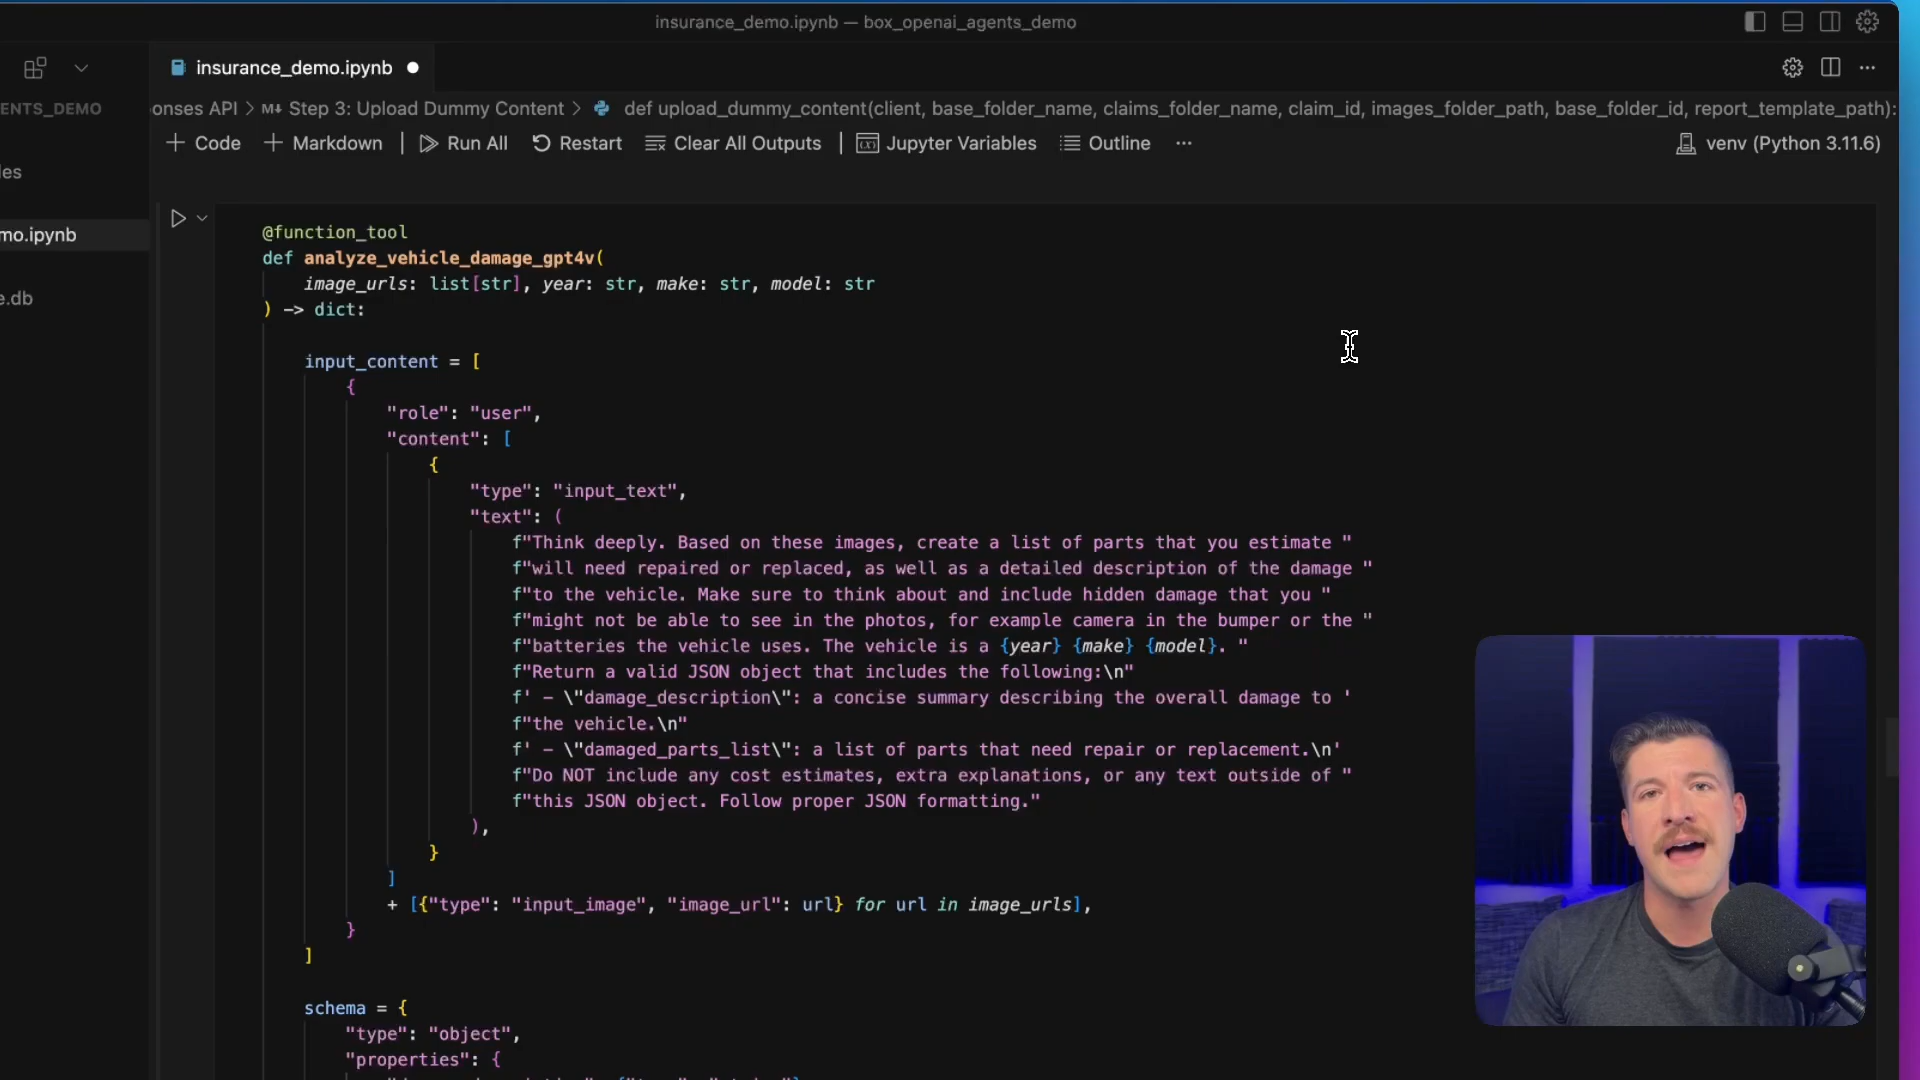 insurance_demo.ipynb — box_openai_agents_demo
insurance_demo.ipynb
ENTS_DEMO
onses API > M↓ Step 3: Upload Dummy Content > def upload_dummy_content(client, base_folder_name, claims_folder_name, claim_id, images_folder_path, base_folder_id, report_template_path):
+ Code + Markdown | Run All Restart Clear All Outputs | Jupyter Variables Outline ···
venv (Python 3.11.6)
les
mo.ipynb
e.db
@function_tool
def analyze_vehicle_damage_gpt4v(
image_urls: list[str], year: str, make: str, model: str
) -> dict:
input_content = [
{
"role": "user",
"content": [
{
"type": "input_text",
"text": (
f"Think deeply. Based on these images, create a list of parts that you estimate "
f"will need repaired or replaced, as well as a detailed description of the damage "
f"to the vehicle. Make sure to think about and include hidden damage that you "
f"might not be able to see in the photos, for example camera in the bumper or the "
f"batteries the vehicle uses. The vehicle is a {year} {make} {model}. "
f"Return a valid JSON object that includes the following:\n"
f' - \"damage_description\": a concise summary describing the overall damage to '
f"the vehicle.\n"
f' - \"damaged_parts_list\": a list of parts that need repair or replacement.\n'
f"Do NOT include any cost estimates, extra explanations, or any text outside of "
f"this JSON object. Follow proper JSON formatting."
),
}
]
+ [{"type": "input_image", "image_url": url} for url in image_urls],
}
]
schema = {
"type": "object",
"properties": {